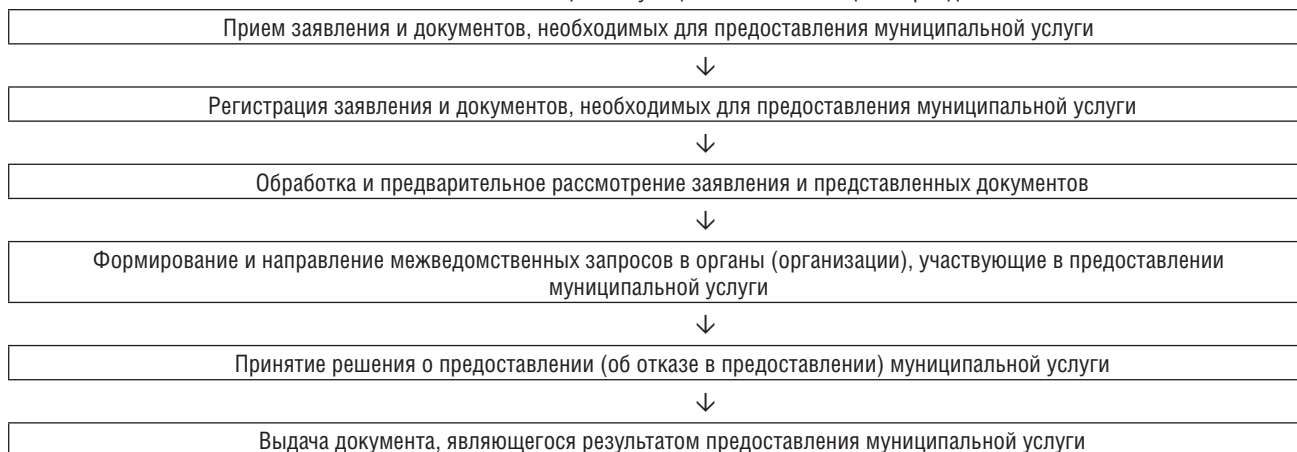 Прием заявления и документов, необходимых для предоставления муниципальной услуги
↓
Регистрация заявления и документов, необходимых для предоставления муниципальной услуги
↓
Обработка и предварительное рассмотрение заявления и представленных документов
↓
Формирование и направление межведомственных запросов в органы (организации), участвующие в предоставлении
муниципальной услуги
↓
Принятие решения о предоставлении (об отказе в предоставлении) муниципальной услуги
↓
Выдача документа, являющегося результатом предоставления муниципальной услуги